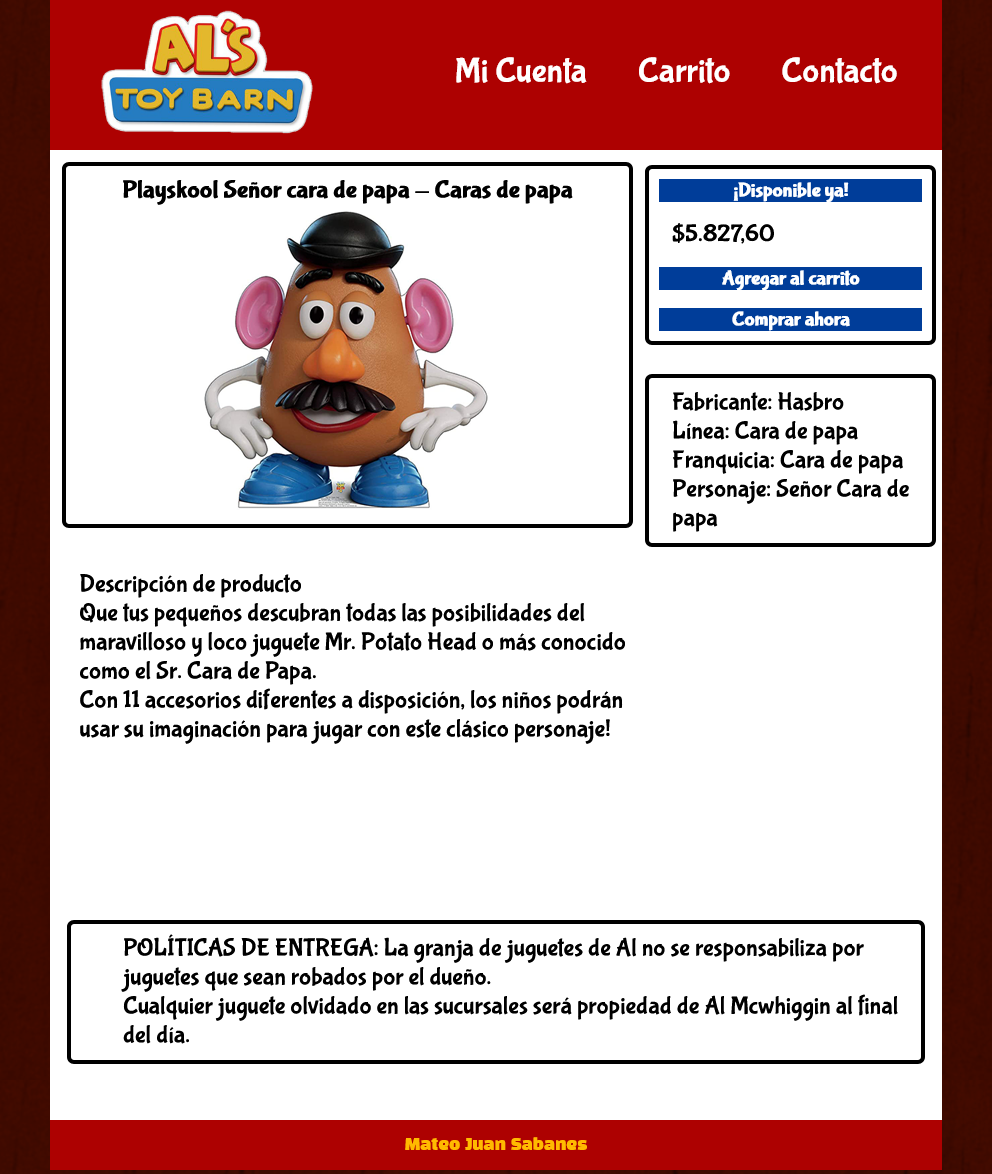 AL'S
TOY BARN
Mi Cuenta Carrito Contacto
Playskool Señor cara de papa – Caras de papa
¡Disponible ya!
$5.827,60
Agregar al carrito
Comprar ahora
Fabricante: Hasbro
Línea: Cara de papa
Franquicia: Cara de papa
Personaje: Señor Cara de
papa
Descripción de producto
Que tus pequeños descubran todas las posibilidades del
maravilloso y loco juguete Mr. Potato Head o más conocido
como el Sr. Cara de Papa.
Con 11 accesorios diferentes a disposición, los niños podrán
usar su imaginación para jugar con este clásico personaje!
POLÍTICAS DE ENTREGA: La granja de juguetes de Al no se responsabiliza por
juguetes que sean robados por el dueño.
Cualquier juguete olvidado en las sucursales será propiedad de Al Mcwhiggin al final
del día.
Mateo Juan Sabanes